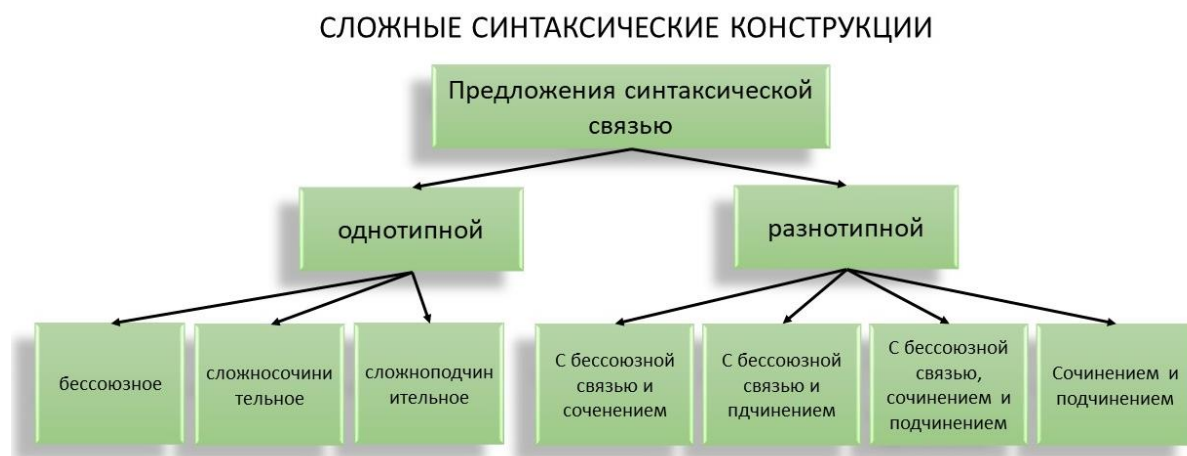 СЛОЖНЫЕ СИНТАКСИЧЕСКИЕ КОНСТРУКЦИИ
Предложения синтаксической
связью
однотипной
разнотипной
бессоюзное
сложносочини
тельное
сложноподчин
ительное
С бессоюзной
связью и
соченением
С бессоюзной
связью и
пдчинением
С бессоюзной
связью,
сочинением и
подчинением
Сочинением и
подчинением